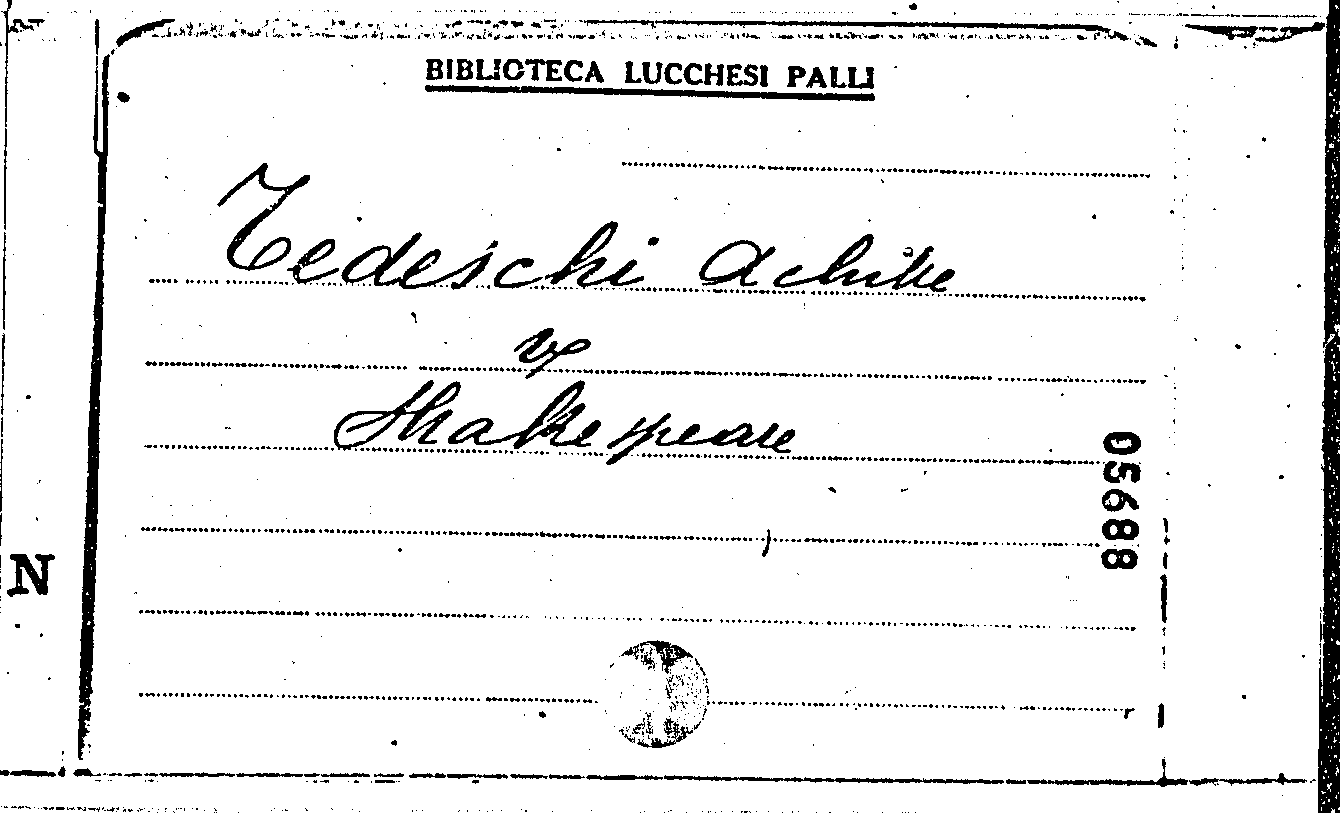 BIBLIOTECA LUCCHESI PALLI
Tedeschi Achille
v
Shakespeare
05688
N